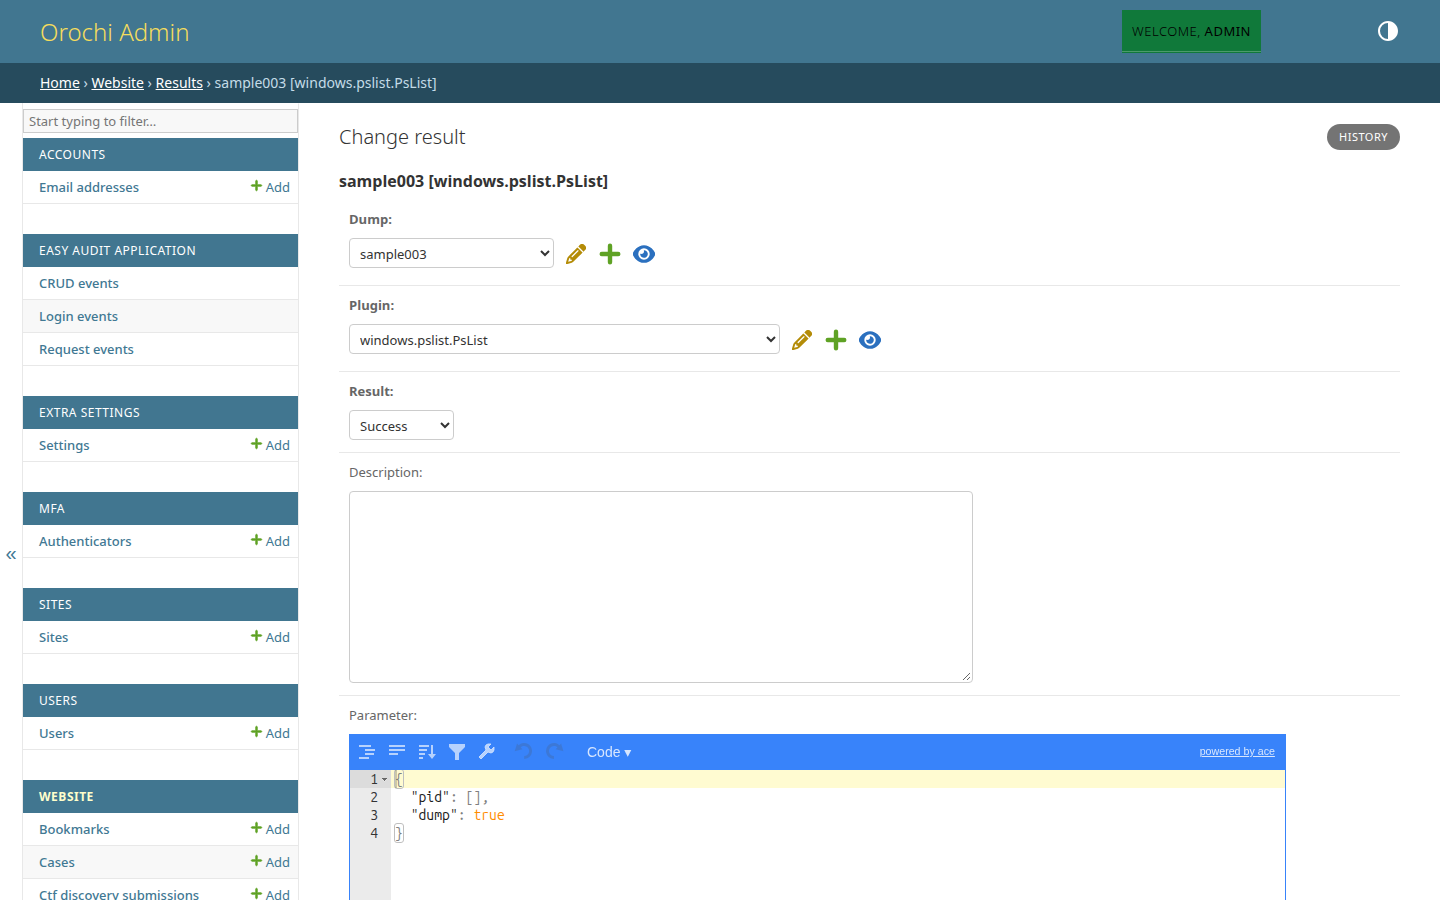 Orochi Admin
WELCOME, ADMIN
Home › Website › Results › sample003 [windows.pslist.PsList]
Start typing to filter...
ACCOUNTS
Email addresses
Add
EASY AUDIT APPLICATION
CRUD events
Login events
Request events
EXTRA SETTINGS
Settings
Add
MFA
Authenticators
Add
SITES
Sites
Add
USERS
Users
Add
WEBSITE
Bookmarks
Add
Cases
Add
Ctf discovery submissions
Add
«
Change result
HISTORY
sample003 [windows.pslist.PsList]
Dump:
sample003
Plugin:
windows.pslist.PsList
Result:
Success
Description:
Parameter:
Code ▾
powered by ace
1 {
2 "pid": [],
3 "dump": true
4 }